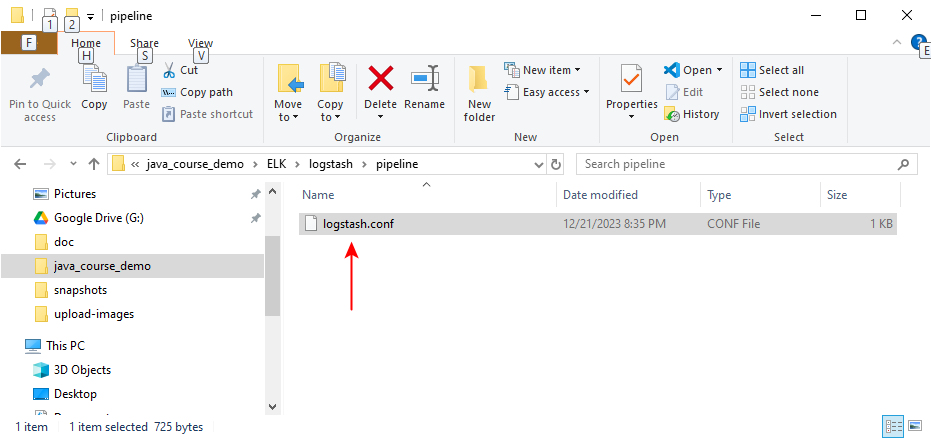 pipeline
1 2
F Home Share View
H S V E
Pin to Quick access
Copy
Paste
Cut
Copy path
Paste shortcut
Clipboard
Move to
Copy to
Delete
Rename
Organize
New folder
New item
Easy access
New
Properties
Open
Edit
History
Open
Select all
Select none
Invert selection
Select
« java_course_demo > ELK > logstash > pipeline
Search pipeline
Pictures
Google Drive (G:)
doc
java_course_demo
snapshots
upload-images
This PC
3D Objects
Desktop
Name Date modified Type Size
logstash.conf 12/21/2023 8:35 PM CONF File 1 KB
1 item 1 item selected 725 bytes